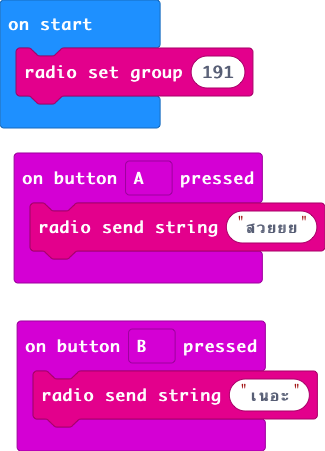 on start
radio set group 191
on button A pressed
radio send string "สวยยย"
on button B pressed
radio send string "เนอะ"